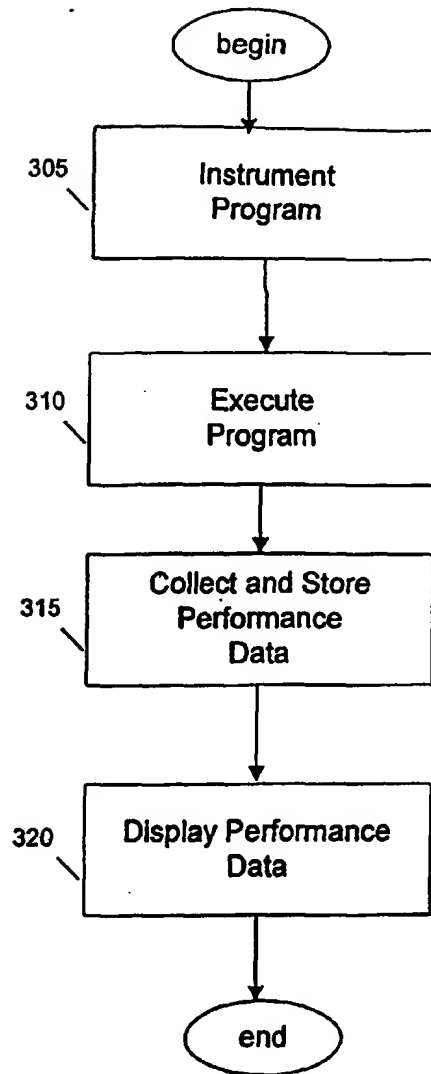 begin
305
Instrument
Program
310
Execute
Program
315
Collect and Store
Performance
Data
320
Display Performance
Data
end